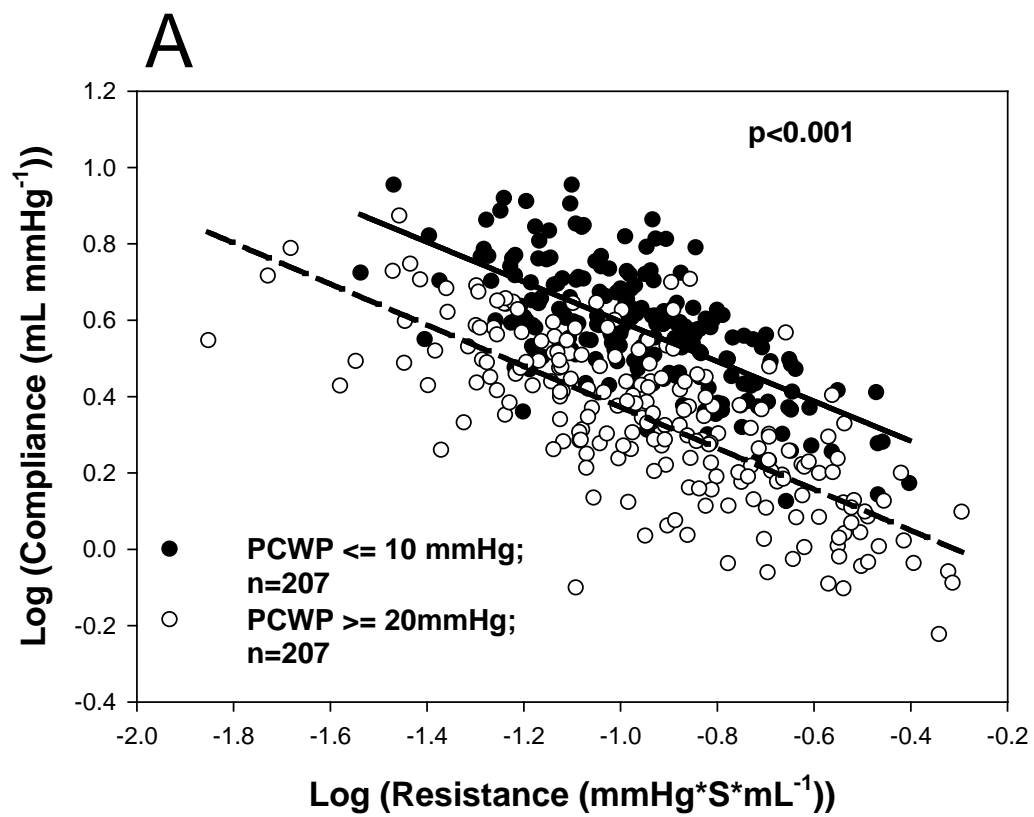 A
1.2
1.0
0.8
0.6
0.4
0.2
0.0
-0.2
-0.4
Log (Compliance (mL mmHg⁻¹))
p<0.001
PCWP <= 10 mmHg;
n=207
PCWP >= 20mmHg;
n=207
-2.0 -1.8 -1.6 -1.4 -1.2 -1.0 -0.8 -0.6 -0.4 -0.2
Log (Resistance (mmHg*S*mL⁻¹))